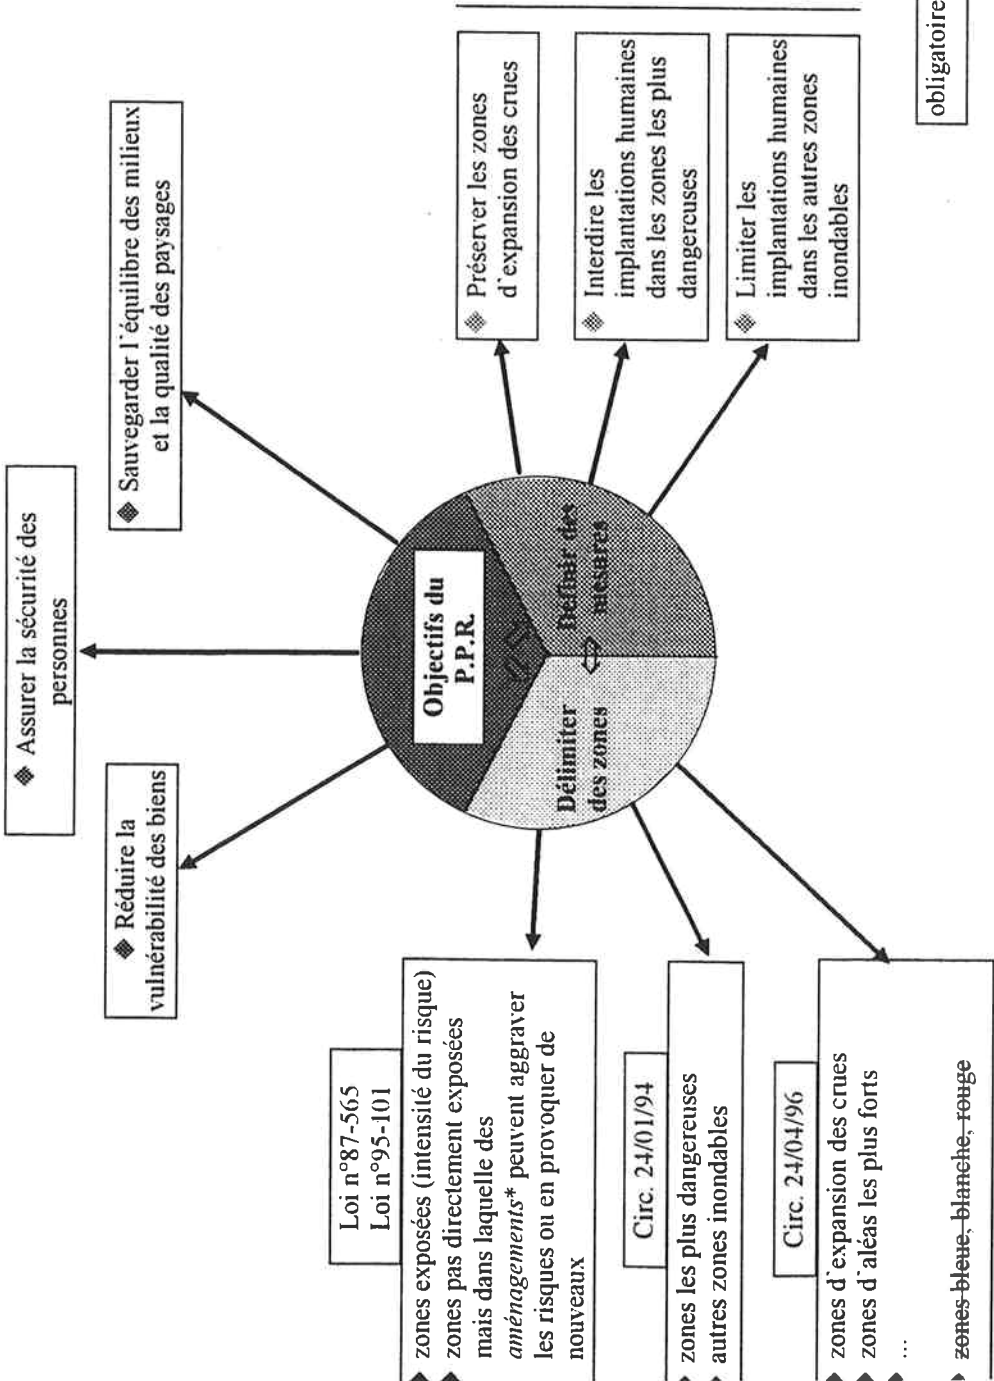 ◆ Assurer la sécurité des
personnes
◆ Réduire la
vulnérabilité des biens
◆ Sauvegarder l'équilibre des milieux
et la qualité des paysages
Objectifs du
P.P.R.
Délimiter
des zones
Définir des
mesures
Loi n°87-565
Loi n°95-101
◆ zones exposées (intensité du risque)
◆ zones pas directement exposées
mais dans laquelle des
aménagements* peuvent aggraver
les risques ou en provoquer de
nouveaux
Circ. 24/01/94
◆ zones les plus dangereuses
◆ autres zones inondables
Circ. 24/04/96
◆ zones d'expansion des crues
◆ zones d'aléas les plus forts
◆ ...
◆ zones bleue, blanche, rouge
◆ Préserver les zones
d'expansion des crues
◆ Interdire les
implantations humaines
dans les zones les plus
dangereuses
◆ Limiter les
implantations humaines
dans les autres zones
inondables
obligatoire